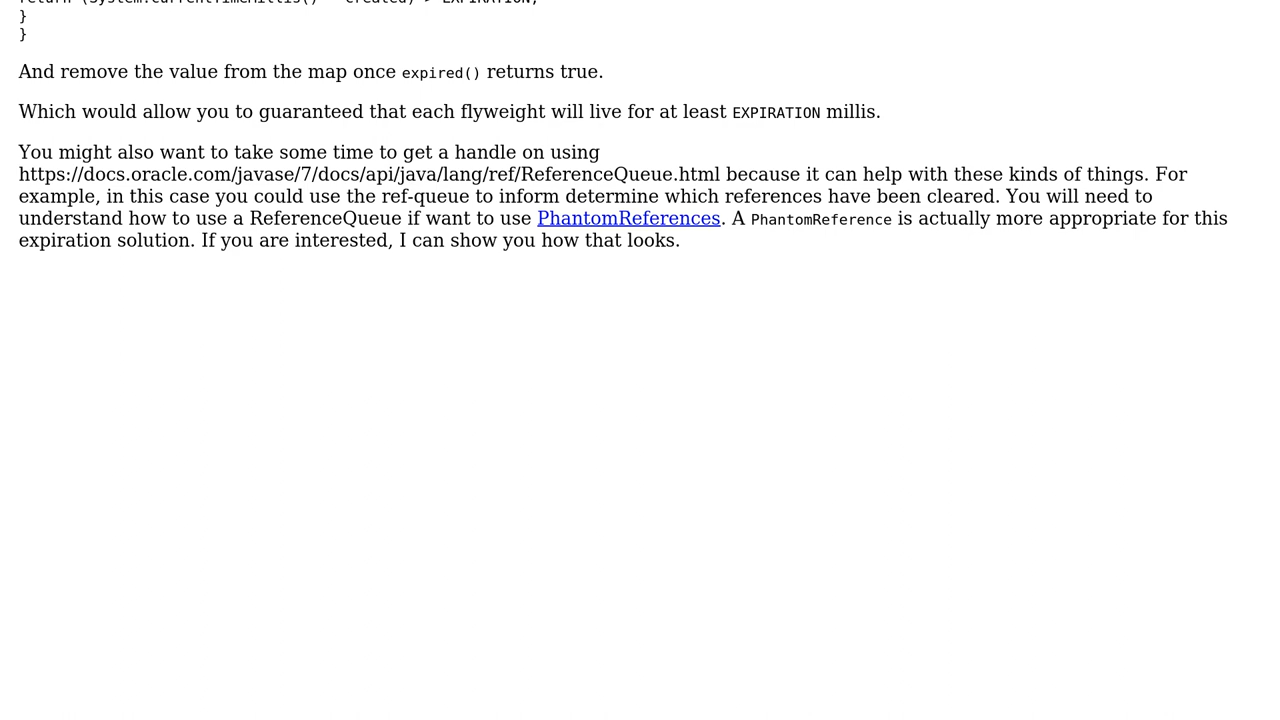 return (System.currentTimeMillis() - created) > EXPIRATION;
}
}
And remove the value from the map once expired() returns true.
Which would allow you to guaranteed that each flyweight will live for at least EXPIRATION millis.
You might also want to take some time to get a handle on using
https://docs.oracle.com/javase/7/docs/api/java/lang/ref/ReferenceQueue.html because it can help with these kinds of things. For
example, in this case you could use the ref-queue to inform determine which references have been cleared. You will need to
understand how to use a ReferenceQueue if want to use PhantomReferences. A PhantomReference is actually more appropriate for this
expiration solution. If you are interested, I can show you how that looks.